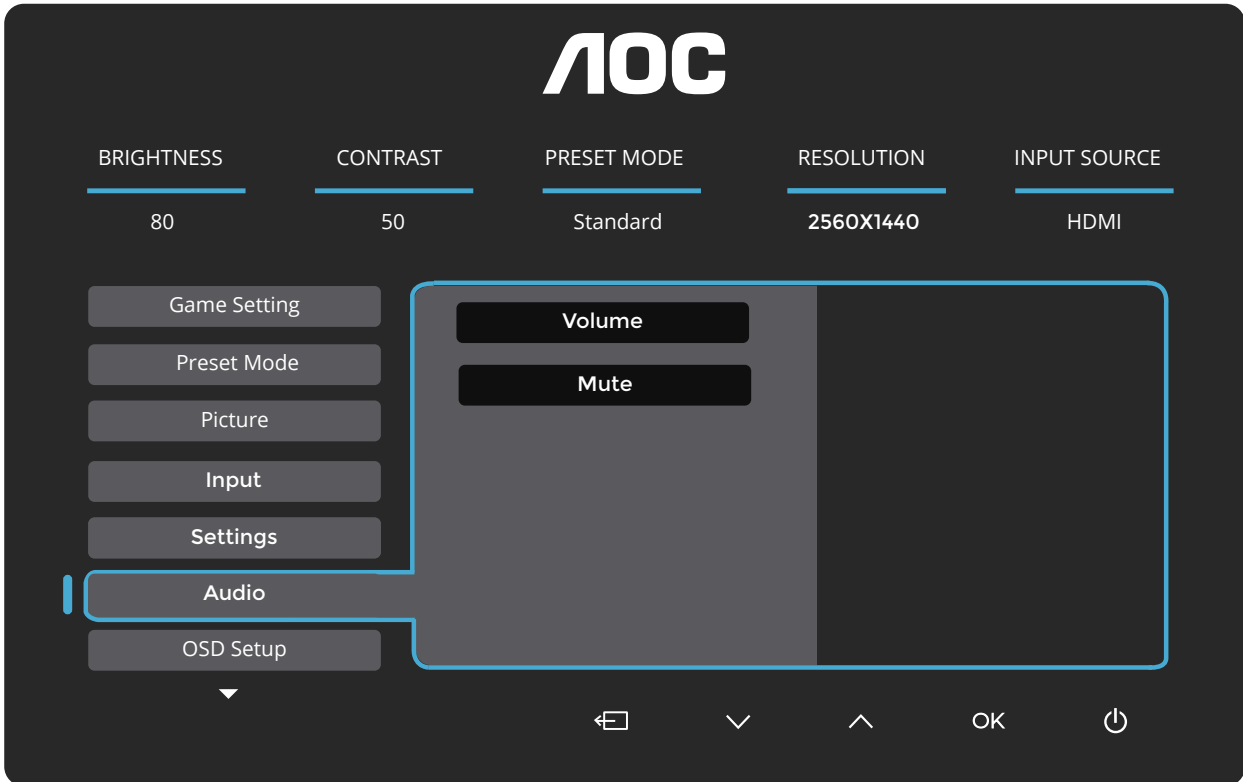 AOC
BRIGHTNESS CONTRAST PRESET MODE RESOLUTION INPUT SOURCE
80 50 Standard 2560X1440 HDMI
Game Setting
Preset Mode
Picture
Input
Settings
Audio
OSD Setup
Volume
Mute
OK